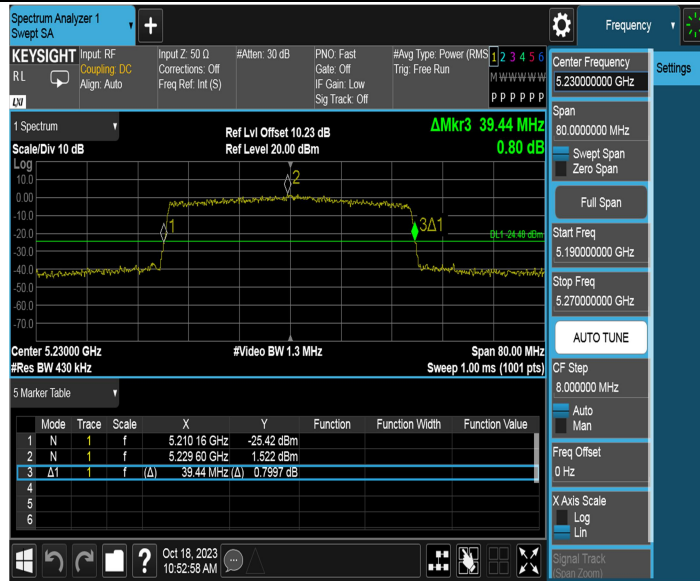 Spectrum Analyzer 1
Swept SA
Frequency
KEYSIGHT
RL
LXI
Input: RF
Coupling: DC
Align: Auto
Input Z: 50 Ω
Corrections: Off
Freq Ref: Int (S)
#Atten: 30 dB
PNO: Fast
Gate: Off
IF Gain: Low
Sig Track: Off
#Avg Type: Power (RMS
Trig: Free Run
1 2 3 4 5 6
M W W W W W
P P P P P P
Center Frequency
5.230000000 GHz
Settings
Span
80.0000000 MHz
Swept Span
Zero Span
Full Span
Start Freq
5.190000000 GHz
Stop Freq
5.270000000 GHz
AUTO TUNE
CF Step
8.000000 MHz
Auto
Man
Freq Offset
0 Hz
X Axis Scale
Log
Lin
Signal Track
(Span Zoom)
1 Spectrum
Scale/Div 10 dB
Ref Lvl Offset 10.23 dB
Ref Level 20.00 dBm
ΔMkr3 39.44 MHz
0.80 dB
Log
10.0
0.00
-10.0
-20.0
-30.0
-40.0
-50.0
-60.0
-70.0
2
1
3Δ1
DL1 -24.48 dBm
Center 5.23000 GHz
#Res BW 430 kHz
#Video BW 1.3 MHz
Span 80.00 MHz
Sweep 1.00 ms (1001 pts)
5 Marker Table
Mode Trace Scale X Y Function Function Width Function Value
1 N 1 f 5.210 16 GHz -25.42 dBm
2 N 1 f 5.229 60 GHz 1.522 dBm
3 Δ1 1 f (Δ) 39.44 MHz (Δ) 0.7997 dB
4
5
6
?
Oct 18, 2023
10:52:58 AM